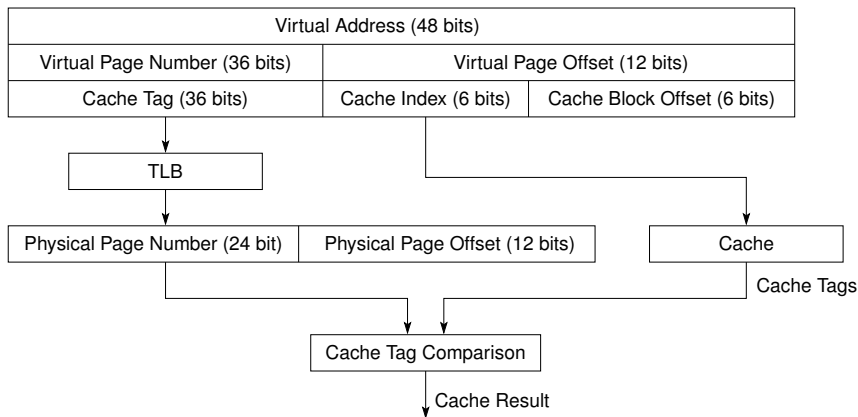 Virtual Address (48 bits)
Virtual Page Number (36 bits) Virtual Page Offset (12 bits)
Cache Tag (36 bits) Cache Index (6 bits) Cache Block Offset (6 bits)
TLB
Physical Page Number (24 bit) Physical Page Offset (12 bits) Cache
Cache Tags
Cache Tag Comparison
Cache Result